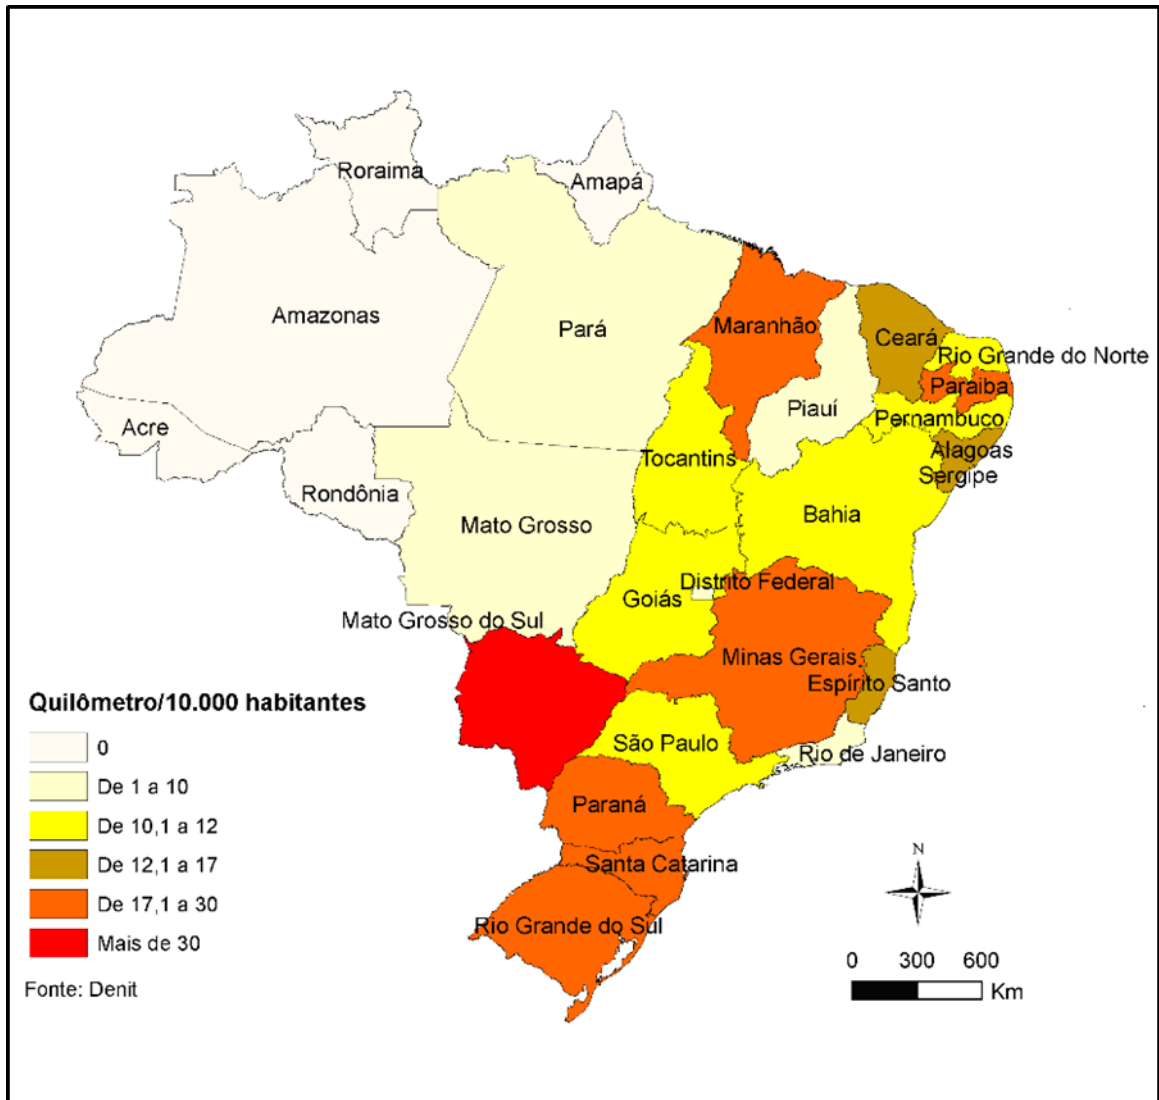 Roraima
Amapá
Amazonas
Pará
Maranhão
Ceará
Rio Grande do Norte
Paraiba
Piauí
Pernambuco
Acre
Tocantins
Alagoas
Sergipe
Rondônia
Bahia
Mato Grosso
Distrito Federal
Goiás
Mato Grosso do Sul
Minas Gerais
Espírito Santo
São Paulo
Rio de Janeiro
Paraná
Santa Catarina
Rio Grande do Sul
Quilômetro/10.000 habitantes
0
De 1 a 10
De 10,1 a 12
De 12,1 a 17
De 17,1 a 30
Mais de 30
Fonte: Denit
N
0 300 600
Km